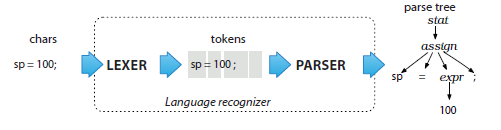 parse tree
stat
chars
tokens
assign
sp = 100;
LEXER
sp = 100 ;
PARSER
sp = expr ;
Language recognizer
100